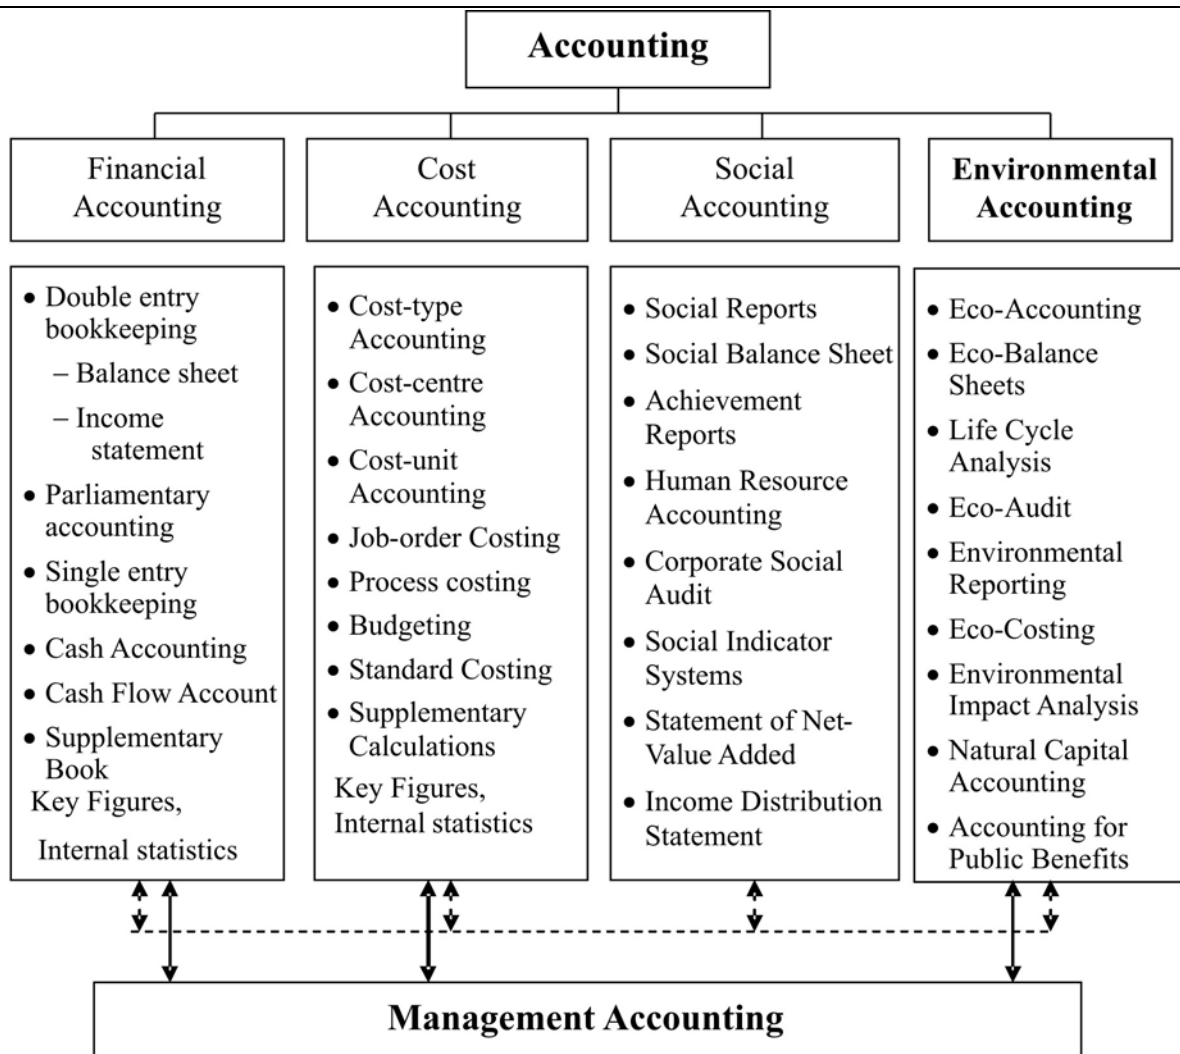 Accounting
Financial
Accounting
Cost
Accounting
Social
Accounting
Environmental
Accounting
• Double entry
bookkeeping
– Balance sheet
– Income
statement
• Parliamentary
accounting
• Single entry
bookkeeping
• Cash Accounting
• Cash Flow Account
• Supplementary
Book
Key Figures,
Internal statistics
• Cost-type
Accounting
• Cost-centre
Accounting
• Cost-unit
Accounting
• Job-order Costing
• Process costing
• Budgeting
• Standard Costing
• Supplementary
Calculations
Key Figures,
Internal statistics
• Social Reports
• Social Balance Sheet
• Achievement
Reports
• Human Resource
Accounting
• Corporate Social
Audit
• Social Indicator
Systems
• Statement of Net-
Value Added
• Income Distribution
Statement
• Eco-Accounting
• Eco-Balance
Sheets
• Life Cycle
Analysis
• Eco-Audit
• Environmental
Reporting
• Eco-Costing
• Environmental
Impact Analysis
• Natural Capital
Accounting
• Accounting for
Public Benefits
Management Accounting